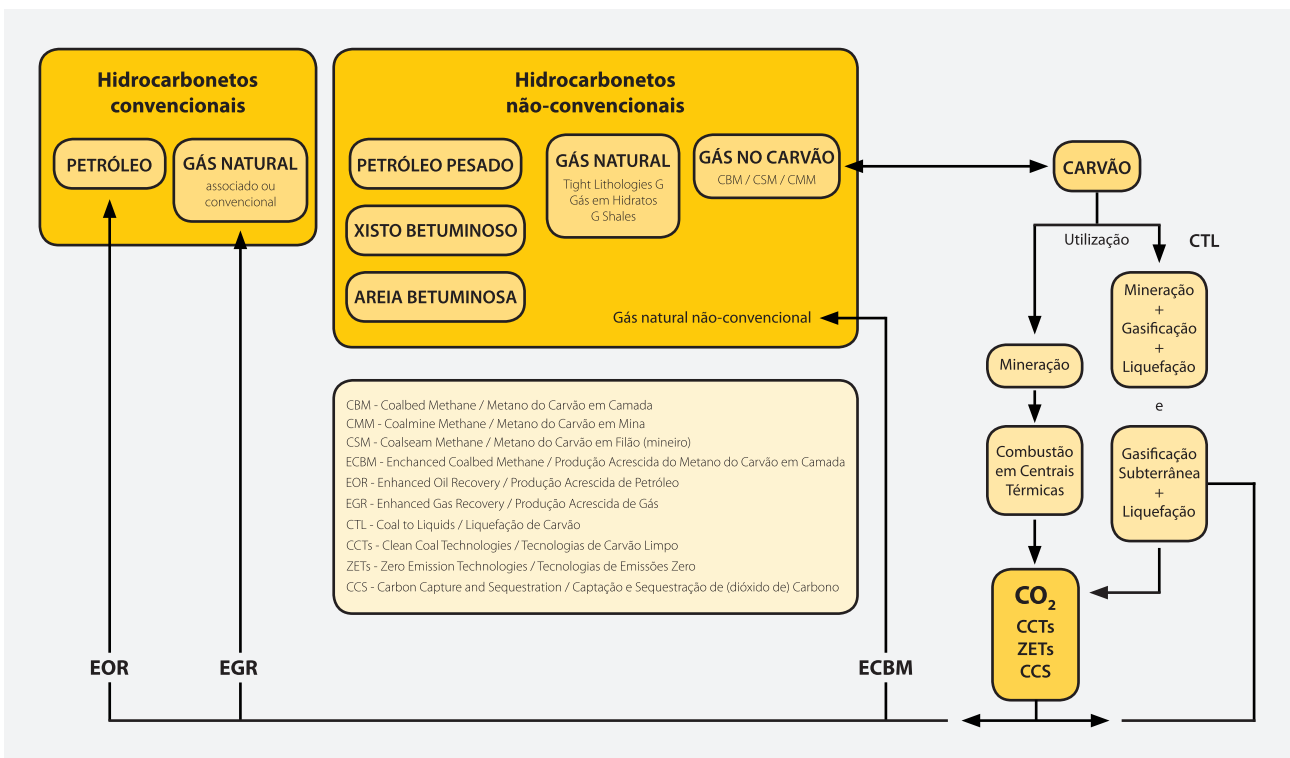 Hidrocarbonetos
convencionais
PETRÓLEO
GÁS NATURAL
associado ou
convencional
Hidrocarbonetos
não-convencionais
PETRÓLEO PESADO
XISTO BETUMINOSO
AREIA BETUMINOSA
GÁS NATURAL
Tight Lithologies G
Gás em Hidratos
G Shales
GÁS NO CARVÃO
CBM / CSM / CMM
Gás natural não-convencional
CARVÃO
Utilização
CTL
Mineração
+
Gasificação
+
Liquefação
e
Gasificação
Subterrânea
+
Liquefação
Mineração
Combustão
em Centrais
Térmicas
CO₂
CCTs
ZETs
CCS
CBM - Coalbed Methane / Metano do Carvão em Camada
CMM - Coalmine Methane / Metano do Carvão em Mina
CSM - Coalseam Methane / Metano do Carvão em Filão (mineiro)
ECBM - Enchanced Coalbed Methane / Produção Acrescida do Metano do Carvão em Camada
EOR - Enhanced Oil Recovery / Produção Acrescida de Petróleo
EGR - Enhanced Gas Recovery / Produção Acrescida de Gás
CTL - Coal to Liquids / Liquefação de Carvão
CCTs - Clean Coal Technologies / Tecnologias de Carvão Limpo
ZETs - Zero Emission Technologies / Tecnologias de Emissões Zero
CCS - Carbon Capture and Sequestration / Captação e Sequestração de (dióxido de) Carbono
EOR
EGR
ECBM